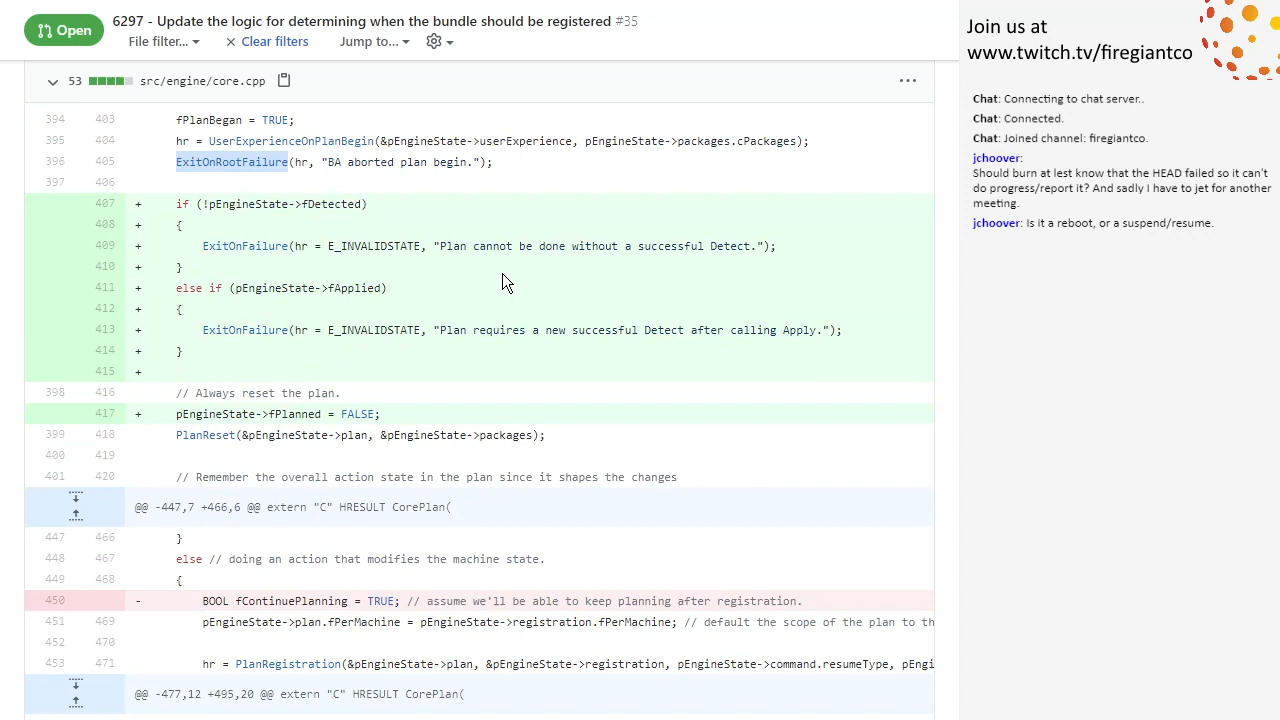 Open
6297 - Update the logic for determining when the bundle should be registered #35
File filter... Clear filters Jump to...
53 src/engine/core.cpp
394 403 fPlanBegan = TRUE;
395 404 hr = UserExperienceOnPlanBegin(&pEngineState->userExperience, pEngineState->packages.cPackages);
396 405 ExitOnRootFailure(hr, "BA aborted plan begin.");
397 406
407 + if (!pEngineState->fDetected)
408 + {
409 + ExitOnFailure(hr = E_INVALIDSTATE, "Plan cannot be done without a successful Detect.");
410 + }
411 + else if (pEngineState->fApplied)
412 + {
413 + ExitOnFailure(hr = E_INVALIDSTATE, "Plan requires a new successful Detect after calling Apply.");
414 + }
415 +
398 416 // Always reset the plan.
417 + pEngineState->fPlanned = FALSE;
399 418 PlanReset(&pEngineState->plan, &pEngineState->packages);
400 419
401 420 // Remember the overall action state in the plan since it shapes the changes
@@ -447,7 +466,6 @@ extern "C" HRESULT CorePlan(
447 466 }
448 467 else // doing an action that modifies the machine state.
449 468 {
450 - BOOL fContinuePlanning = TRUE; // assume we'll be able to keep planning after registration.
451 469 pEngineState->plan.fPerMachine = pEngineState->registration.fPerMachine; // default the scope of the plan to th
452 470
453 471 hr = PlanRegistration(&pEngineState->plan, &pEngineState->registration, pEngineState->command.resumeType, pEng
@@ -477,12 +495,20 @@ extern "C" HRESULT CorePlan(
Join us at
www.twitch.tv/firegiantco
Chat: Connecting to chat server..
Chat: Connected.
Chat: Joined channel: firegiantco.
jchoover:
Should burn at lest know that the HEAD failed so it can't
do progress/report it? And sadly I have to jet for another
meeting.
jchoover: Is it a reboot, or a suspend/resume.